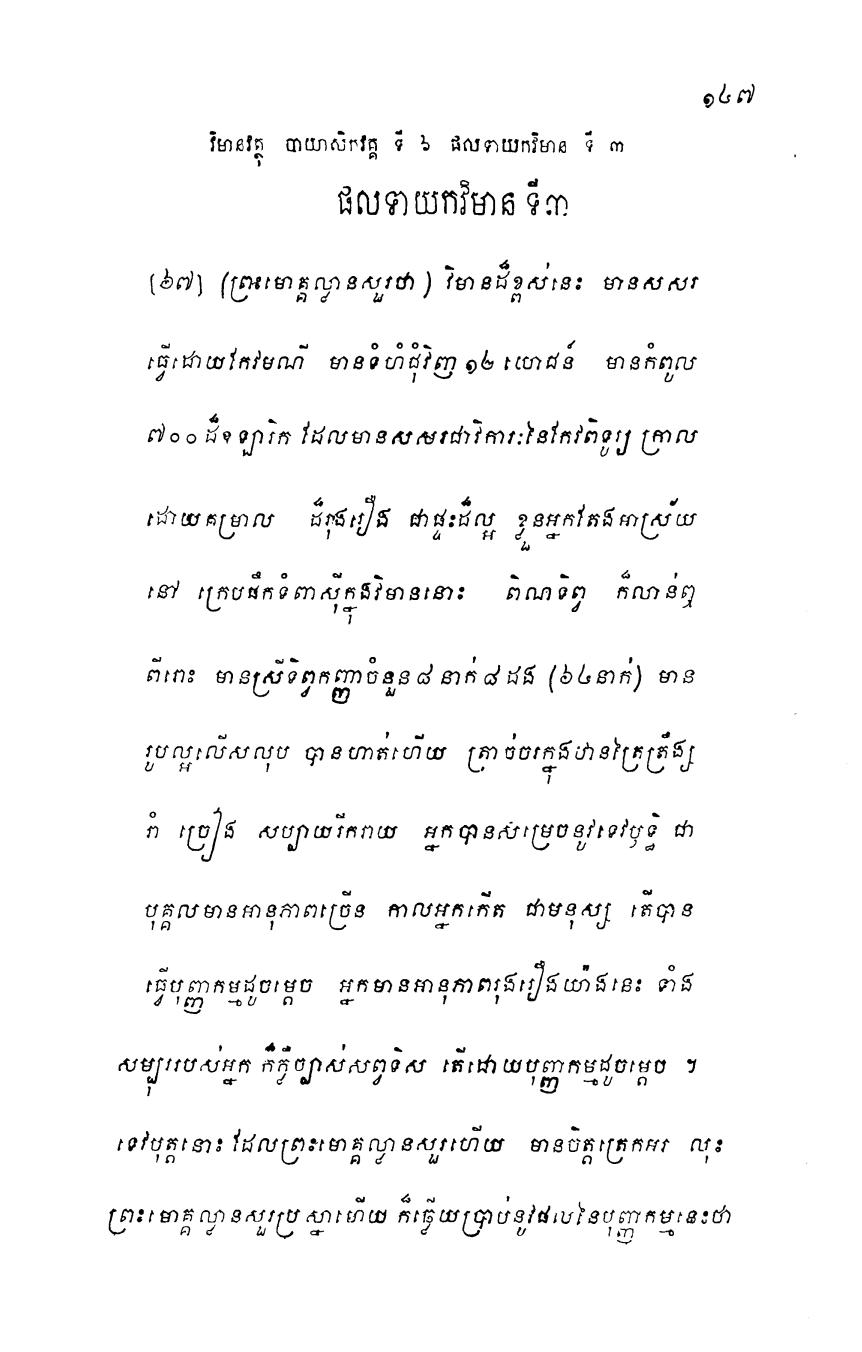 ១៤៧
វិមានវត្ថុ បាយាសិកវគ្គ ទី ៦ ផលទាយកវិមាន ទី ៣
ផលទាយកវិមាន ទី៣
[៦៧] (ព្រះមោគ្គល្លានសួរថា) វិមានដ៏ខ្ពស់នេះ មានសសរ
ធ្វើដោយកែវមណី មានទំហំជុំវិញ ១២ យោជន៍ មានកំពូល
៧០០ ដ៏ឧឡារិក ដែលមានសសរជាវិការៈនៃកែវពិទូរ្យ ក្រាល
ដោយកម្រាល ដ៏រុងរឿង ជាផ្ទះដ៏ល្អ ខ្លួនអ្នកតែងអាស្រ័យ
នៅ ក្រេបផឹកទំពាស៊ីក្នុងវិមាននោះ ពិណទិព្វ ក៏លាន់ឮ
ពីរោះ មានស្រីទិព្វកញ្ញាចំនួន៨ នាក់ ៨ ដង (៦៤នាក់) មាន
រូបល្អលើសលុប បានហាត់ហើយ ត្រាច់ចរក្នុងឋានត្រៃត្រឹង្ស
រាំ ច្រៀង សប្បាយរីករាយ អ្នកបានសម្រេចនូវទេវឫទ្ធិ ជា
បុគ្គលមានអានុភាពច្រើន កាលអ្នកកើត ជាមនុស្ស តើបាន
ធ្វើបុញ្ញកម្មដូចម្តេច អ្នកមានអានុភាពរុងរឿងយ៉ាងនេះ ទាំង
សម្បុររបស់អ្នក ក៏ភ្លឺច្បាស់សព្វទិស តើដោយបុញ្ញកម្មដូចម្តេច ។
ទេវបុត្តនោះ ដែលព្រះមោគ្គល្លានសួរហើយ មានចិត្តត្រេកអរ លុះ
ព្រះមោគ្គល្លានសួរប្រស្នាហើយ ក៏ឆ្លើយប្រាប់នូវផលនៃបុញ្ញកម្មនេះថា